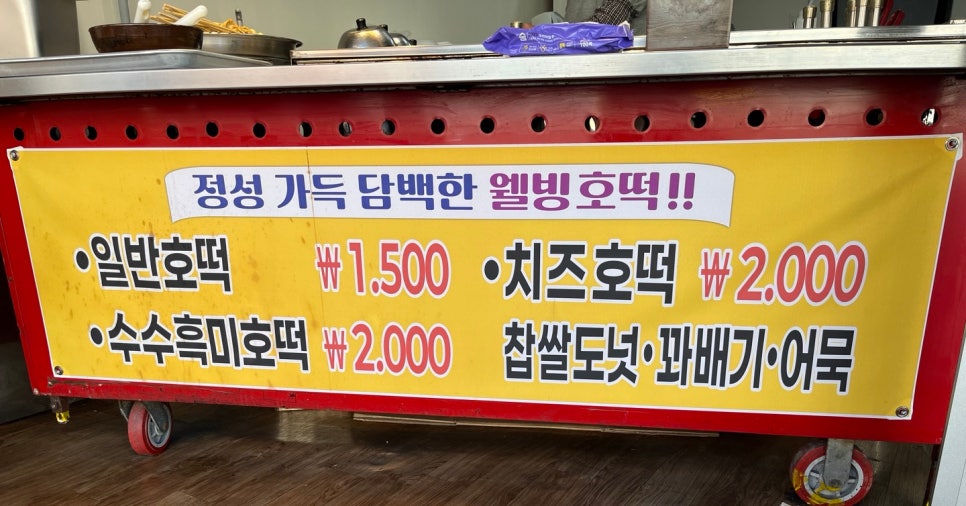 정성 가득 담백한 웰빙호떡!!
•일반호떡 ₩1.500
•치즈호떡 ₩2.000
•수수흑미호떡 ₩2.000
찹쌀도넛•꽈배기•어묵